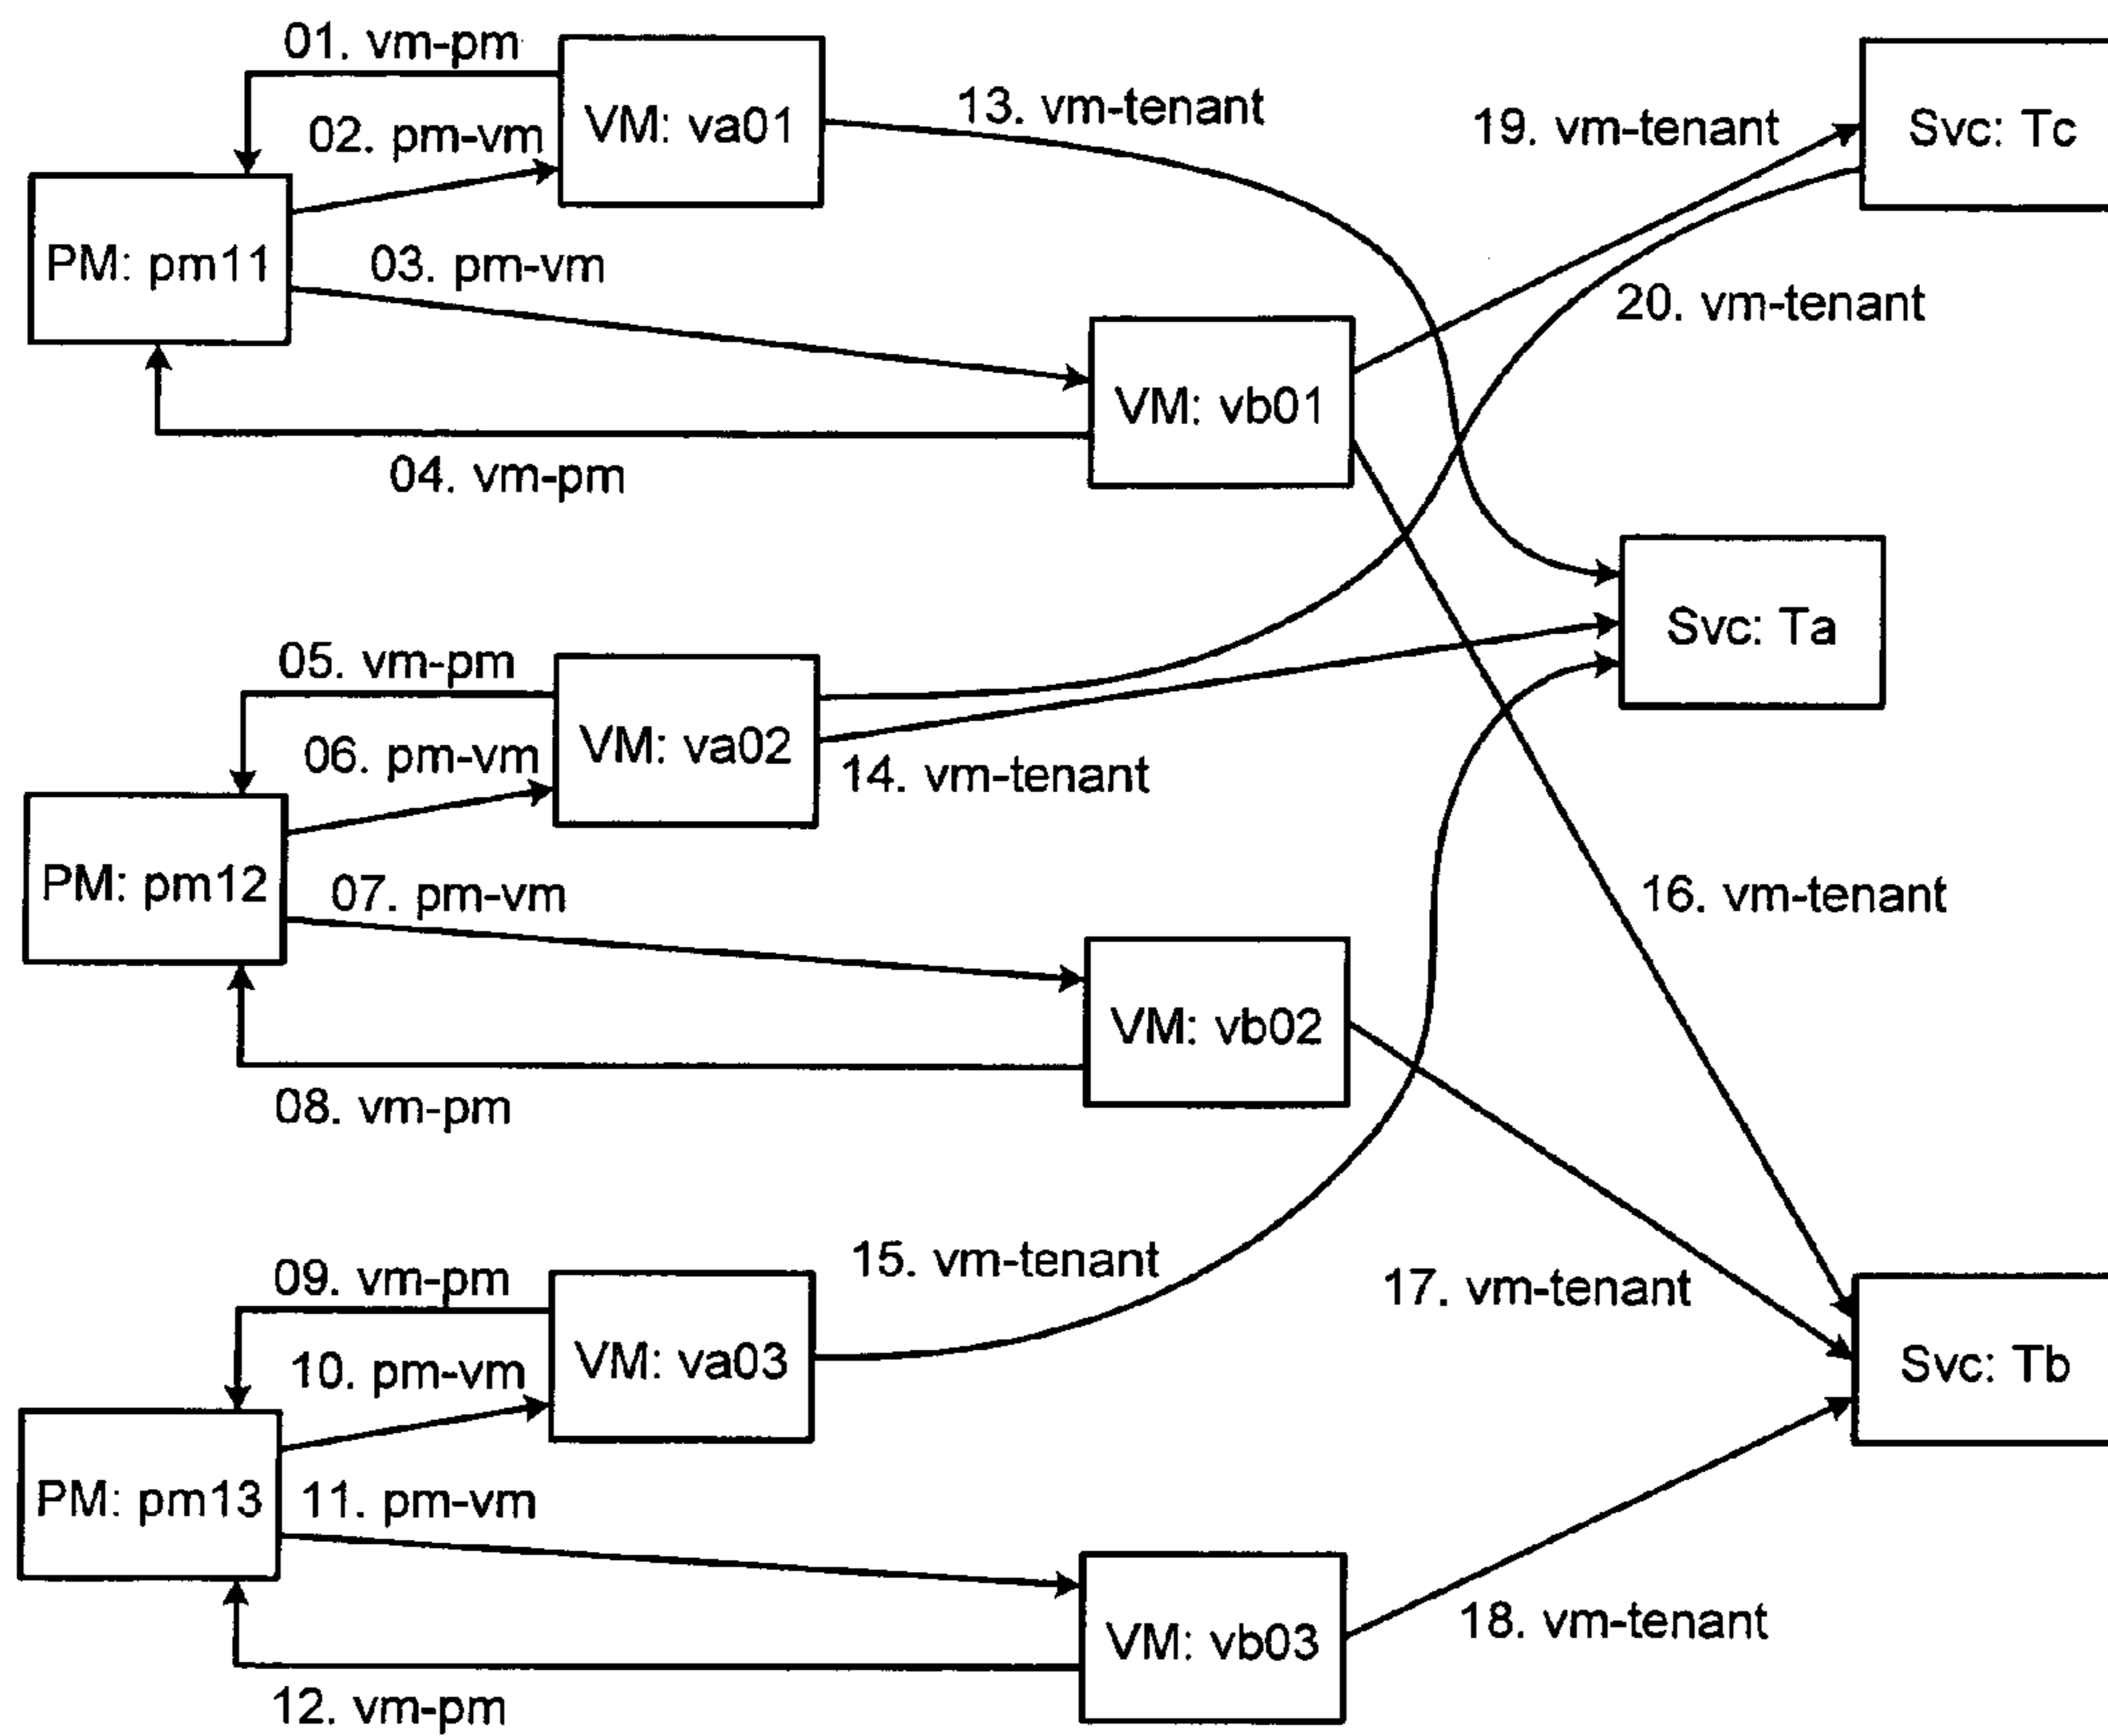 01. vm-pm
VM: va01
02. pm-vm
13. vm-tenant
19. vm-tenant
Svc: Tc
PM: pm11
03. pm-vm
20. vm-tenant
VM: vb01
04. vm-pm
Svc: Ta
05. vm-pm
VM: va02
06. pm-vm
14. vm-tenant
PM: pm12
07. pm-vm
16. vm-tenant
VM: vb02
08. vm-pm
09. vm-pm
15. vm-tenant
17. vm-tenant
VM: va03
10. pm-vm
Svc: Tb
PM: pm13
11. pm-vm
VM: vb03
18. vm-tenant
12. vm-pm